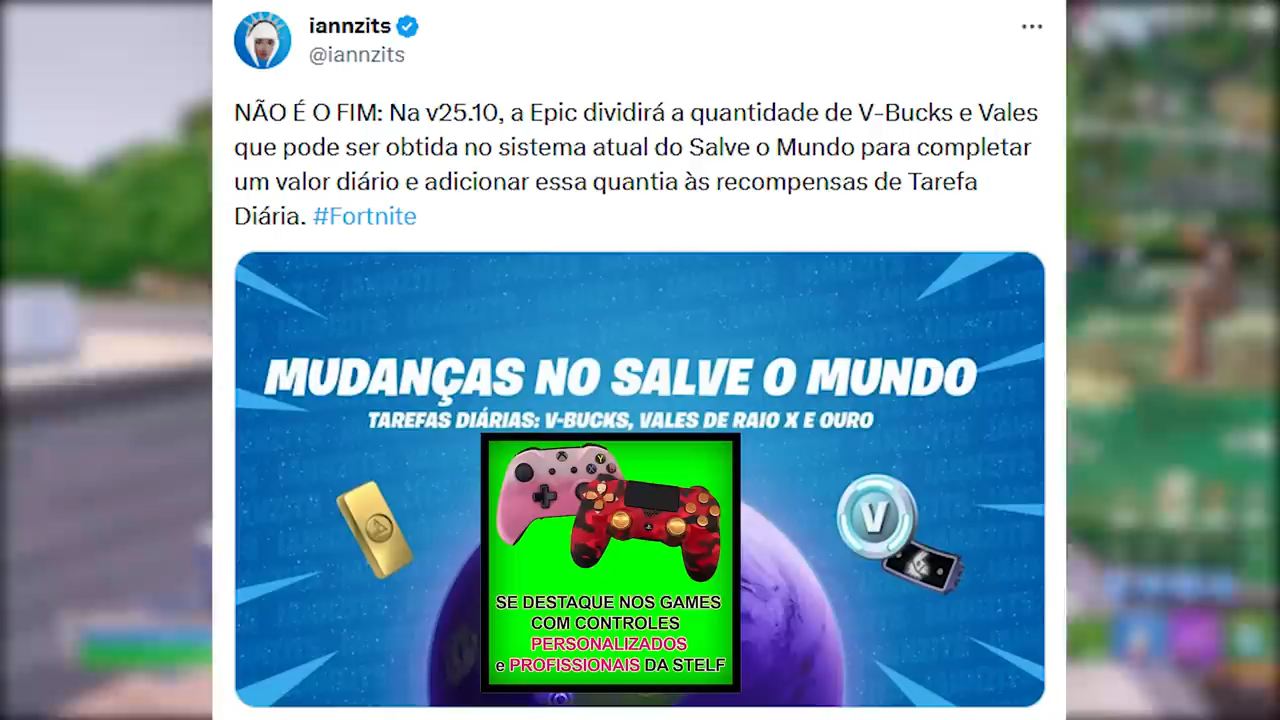 iannzits
@iannzits
NÃO É O FIM: Na v25.10, a Epic dividirá a quantidade de V-Bucks e Vales
que pode ser obtida no sistema atual do Salve o Mundo para completar
um valor diário e adicionar essa quantia às recompensas de Tarefa
Diária. #Fortnite
MUDANÇAS NO SALVE O MUNDO
TAREFAS DIÁRIAS: V-BUCKS, VALES DE RAIO X E OURO
V
SE DESTAQUE NOS GAMES
COM CONTROLES
PERSONALIZADOS
e PROFISSIONAIS DA STELF